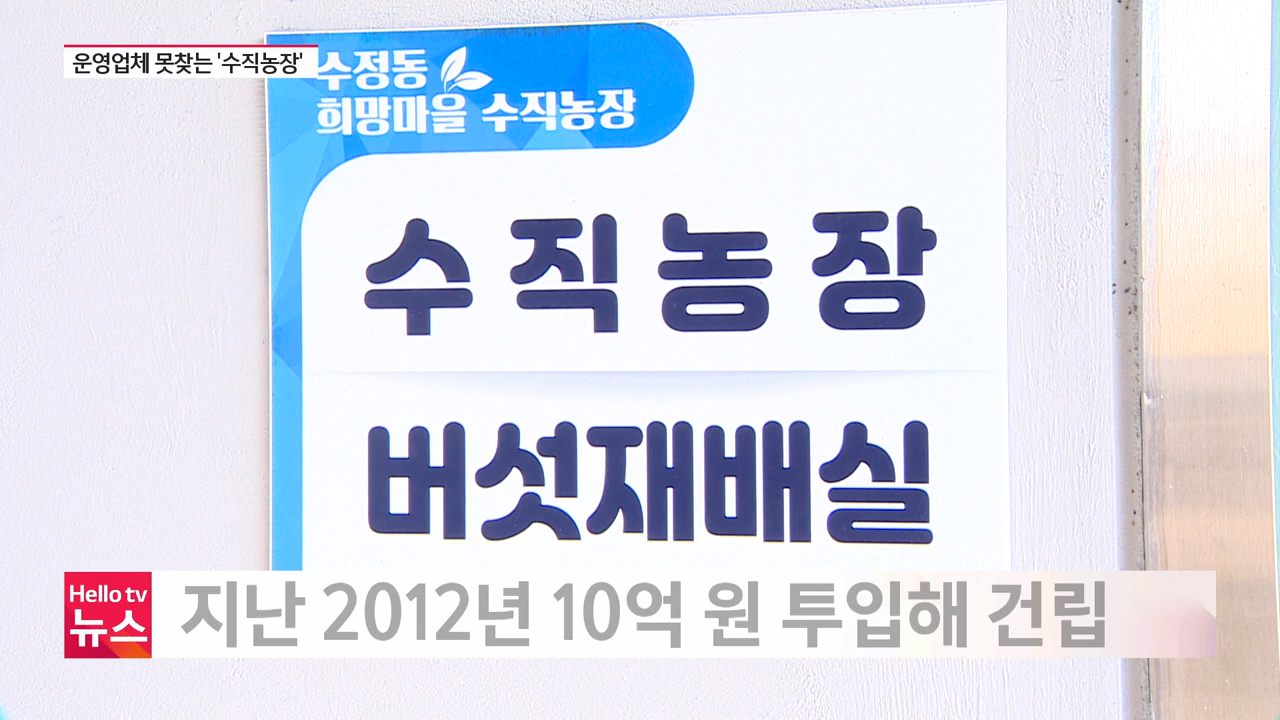 운영업체 못찾는 '수직농장'
수정동
희망마을 수직농장
수직농장
버섯재배실
Hello tv
뉴스
지난 2012년 10억 원 투입해 건립